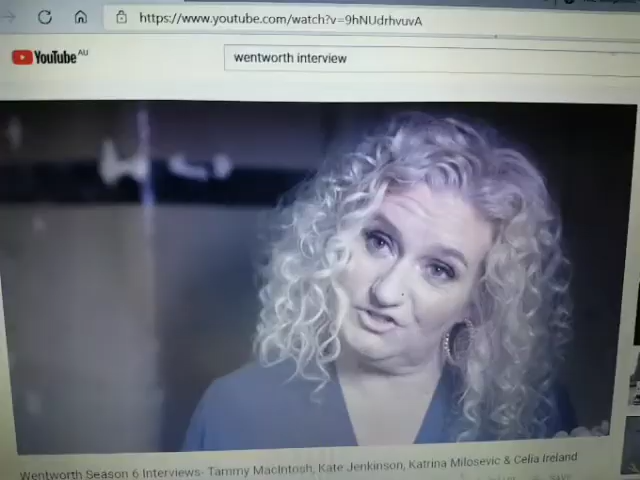 https://www.youtube.com/watch?v=9hNUdrhvuvA
YouTube AU
wentworth interview
Wentworth Season 6 Interviews- Tammy MacIntosh, Kate Jenkinson, Katrina Milosevic & Celia Ireland